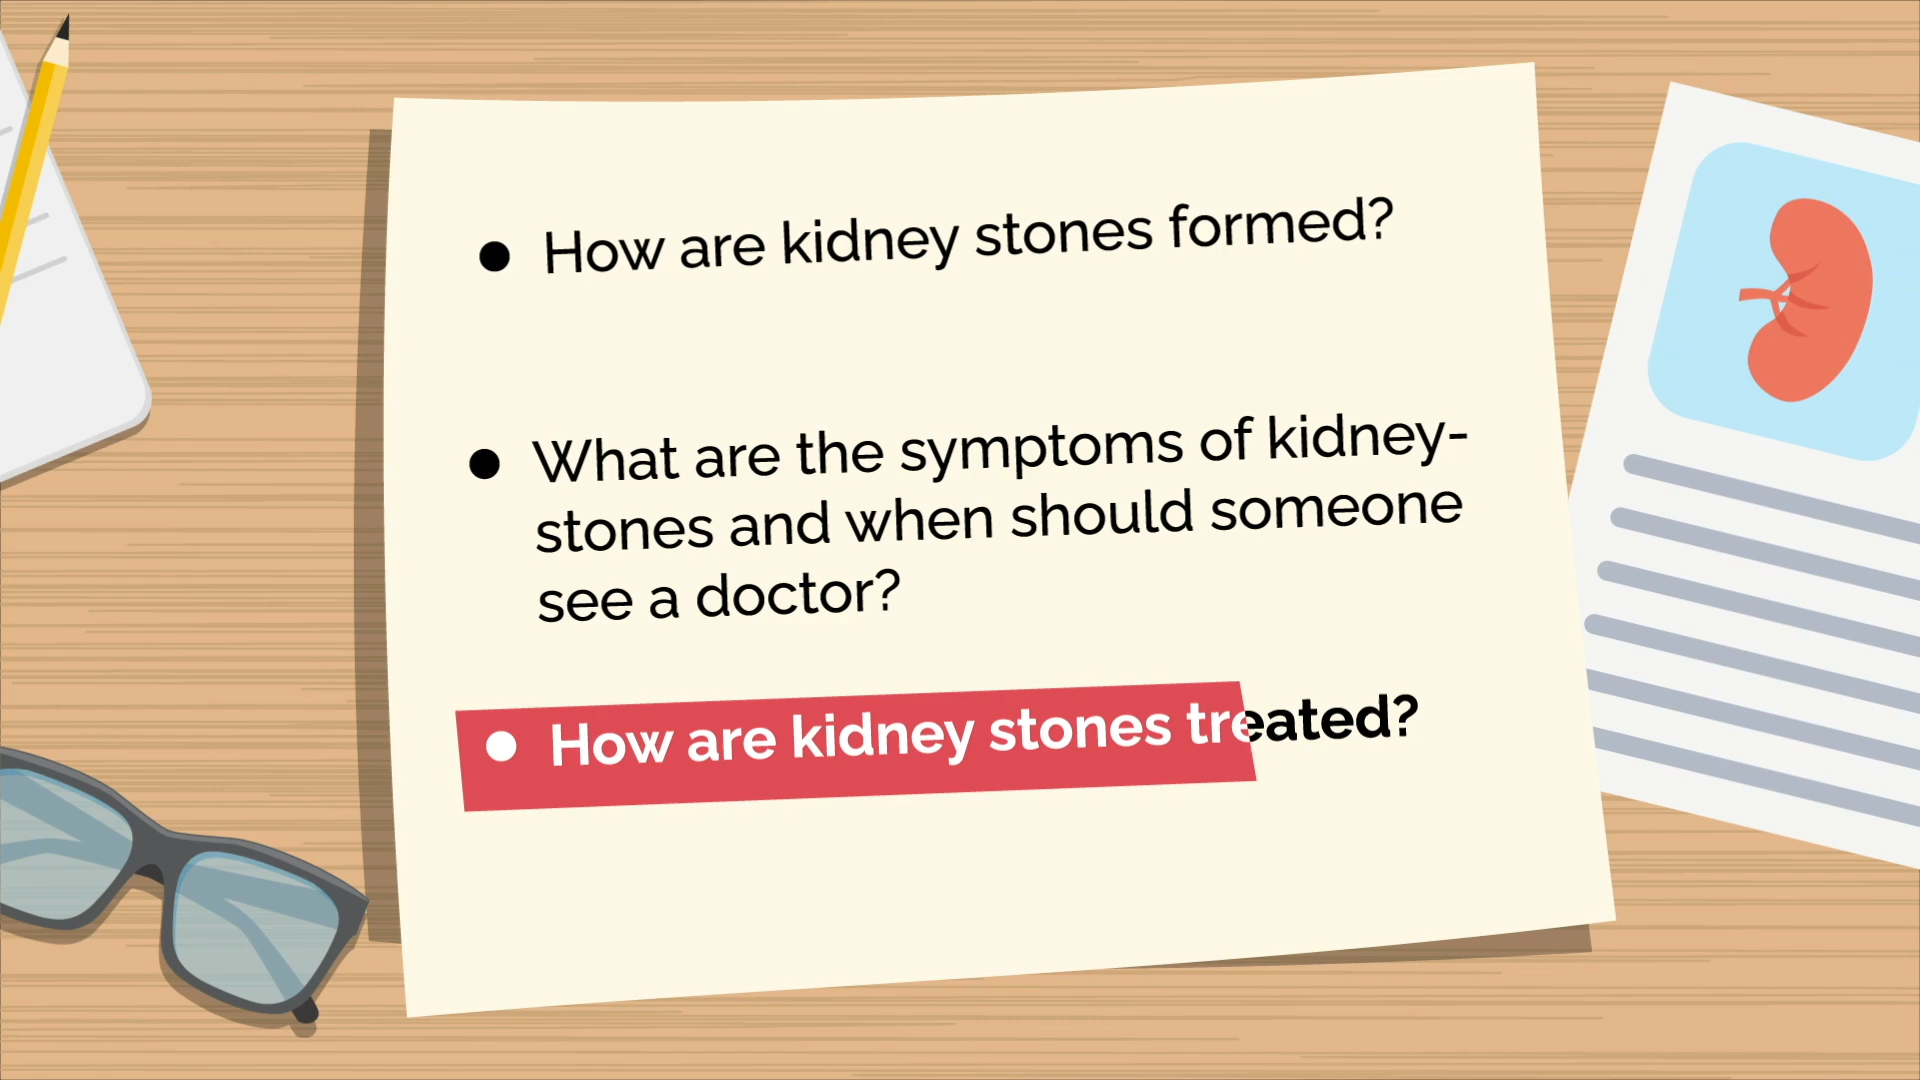 ● How are kidney stones formed?
● What are the symptoms of kidney-
stones and when should someone
see a doctor?
● How are kidney stones treated?